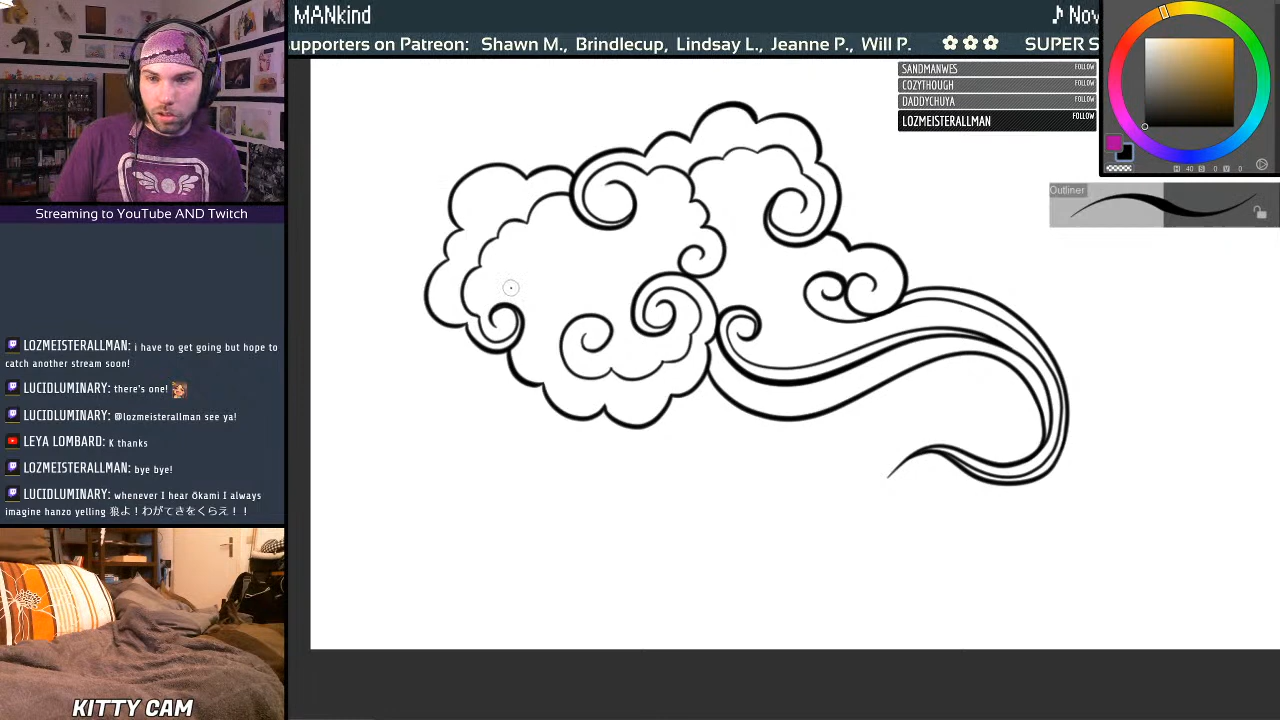 MANkind
♪ Nov
upporters on Patreon: Shawn M., Brindlecup, Lindsay L., Jeanne P., Will P. ✿ ✿ ✿ SUPER S
SANDMANWES FOLLOW
COZYTHOUGH FOLLOW
DADDYCHUYA FOLLOW
LOZMEISTERALLMAN FOLLOW
H 40 S 0 V 0
Outliner
Streaming to YouTube AND Twitch
LOZMEISTERALLMAN: i have to get going but hope to
catch another stream soon!
LUCIDLUMINARY: there's one!
LUCIDLUMINARY: @lozmeisterallman see ya!
LEYA LOMBARD: K thanks
LOZMEISTERALLMAN: bye bye!
LUCIDLUMINARY: whenever I hear Ōkami I always
imagine hanzo yelling 狼よ！わがてきをくらえ！！
KITTY CAM